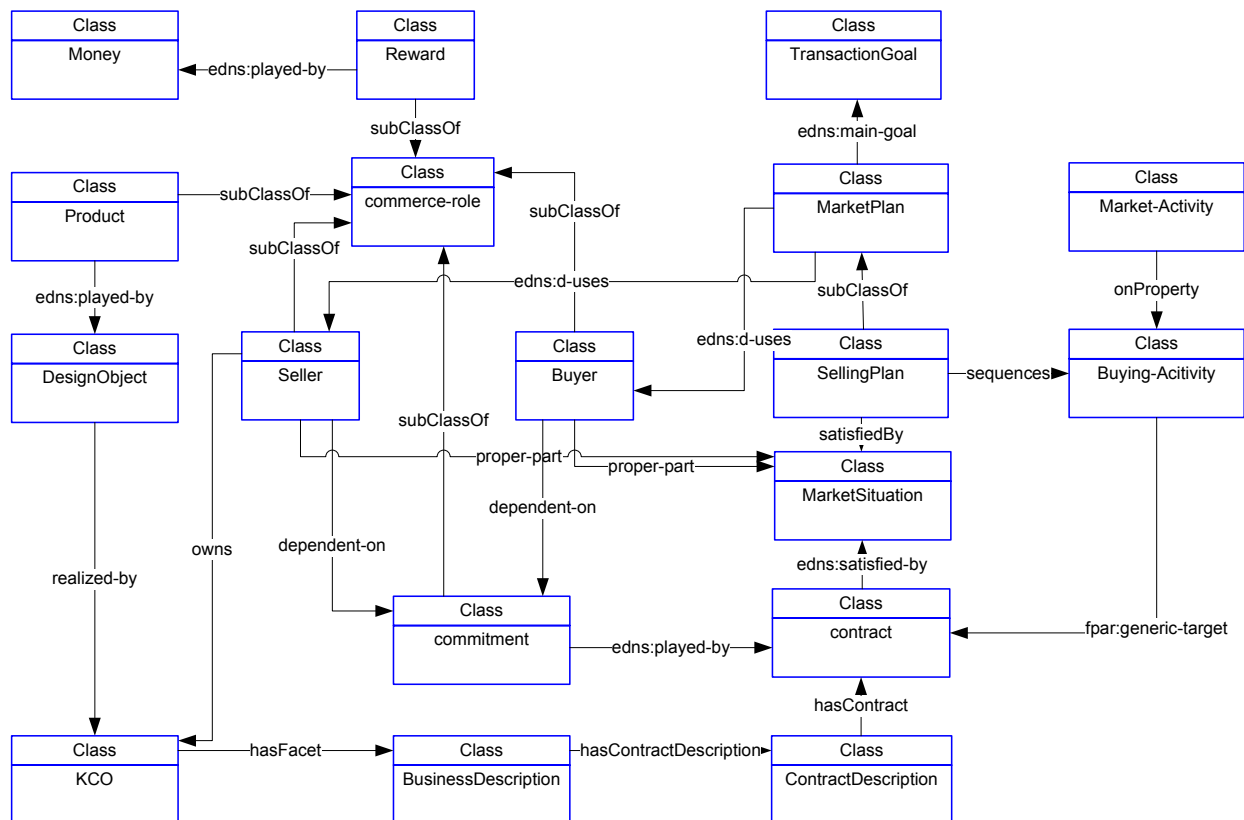 Class
Money
Class
Reward
Class
TransactionGoal
edns:played-by
subClassOf
edns:main-goal
Class
Product
subClassOf
Class
commerce-role
Class
MarketPlan
Class
Market-Activity
subClassOf
subClassOf
edns:played-by
edns:d-uses
subClassOf
onProperty
Class
DesignObject
Class
Seller
Class
Buyer
edns:d-uses
Class
SellingPlan
sequences
Class
Buying-Acitivity
subClassOf
satisfiedBy
proper-part
proper-part
Class
MarketSituation
dependent-on
owns
dependent-on
realized-by
edns:satisfied-by
Class
commitment
edns:played-by
Class
contract
fpar:generic-target
hasContract
Class
KCO
hasFacet
Class
BusinessDescription
hasContractDescription
Class
ContractDescription